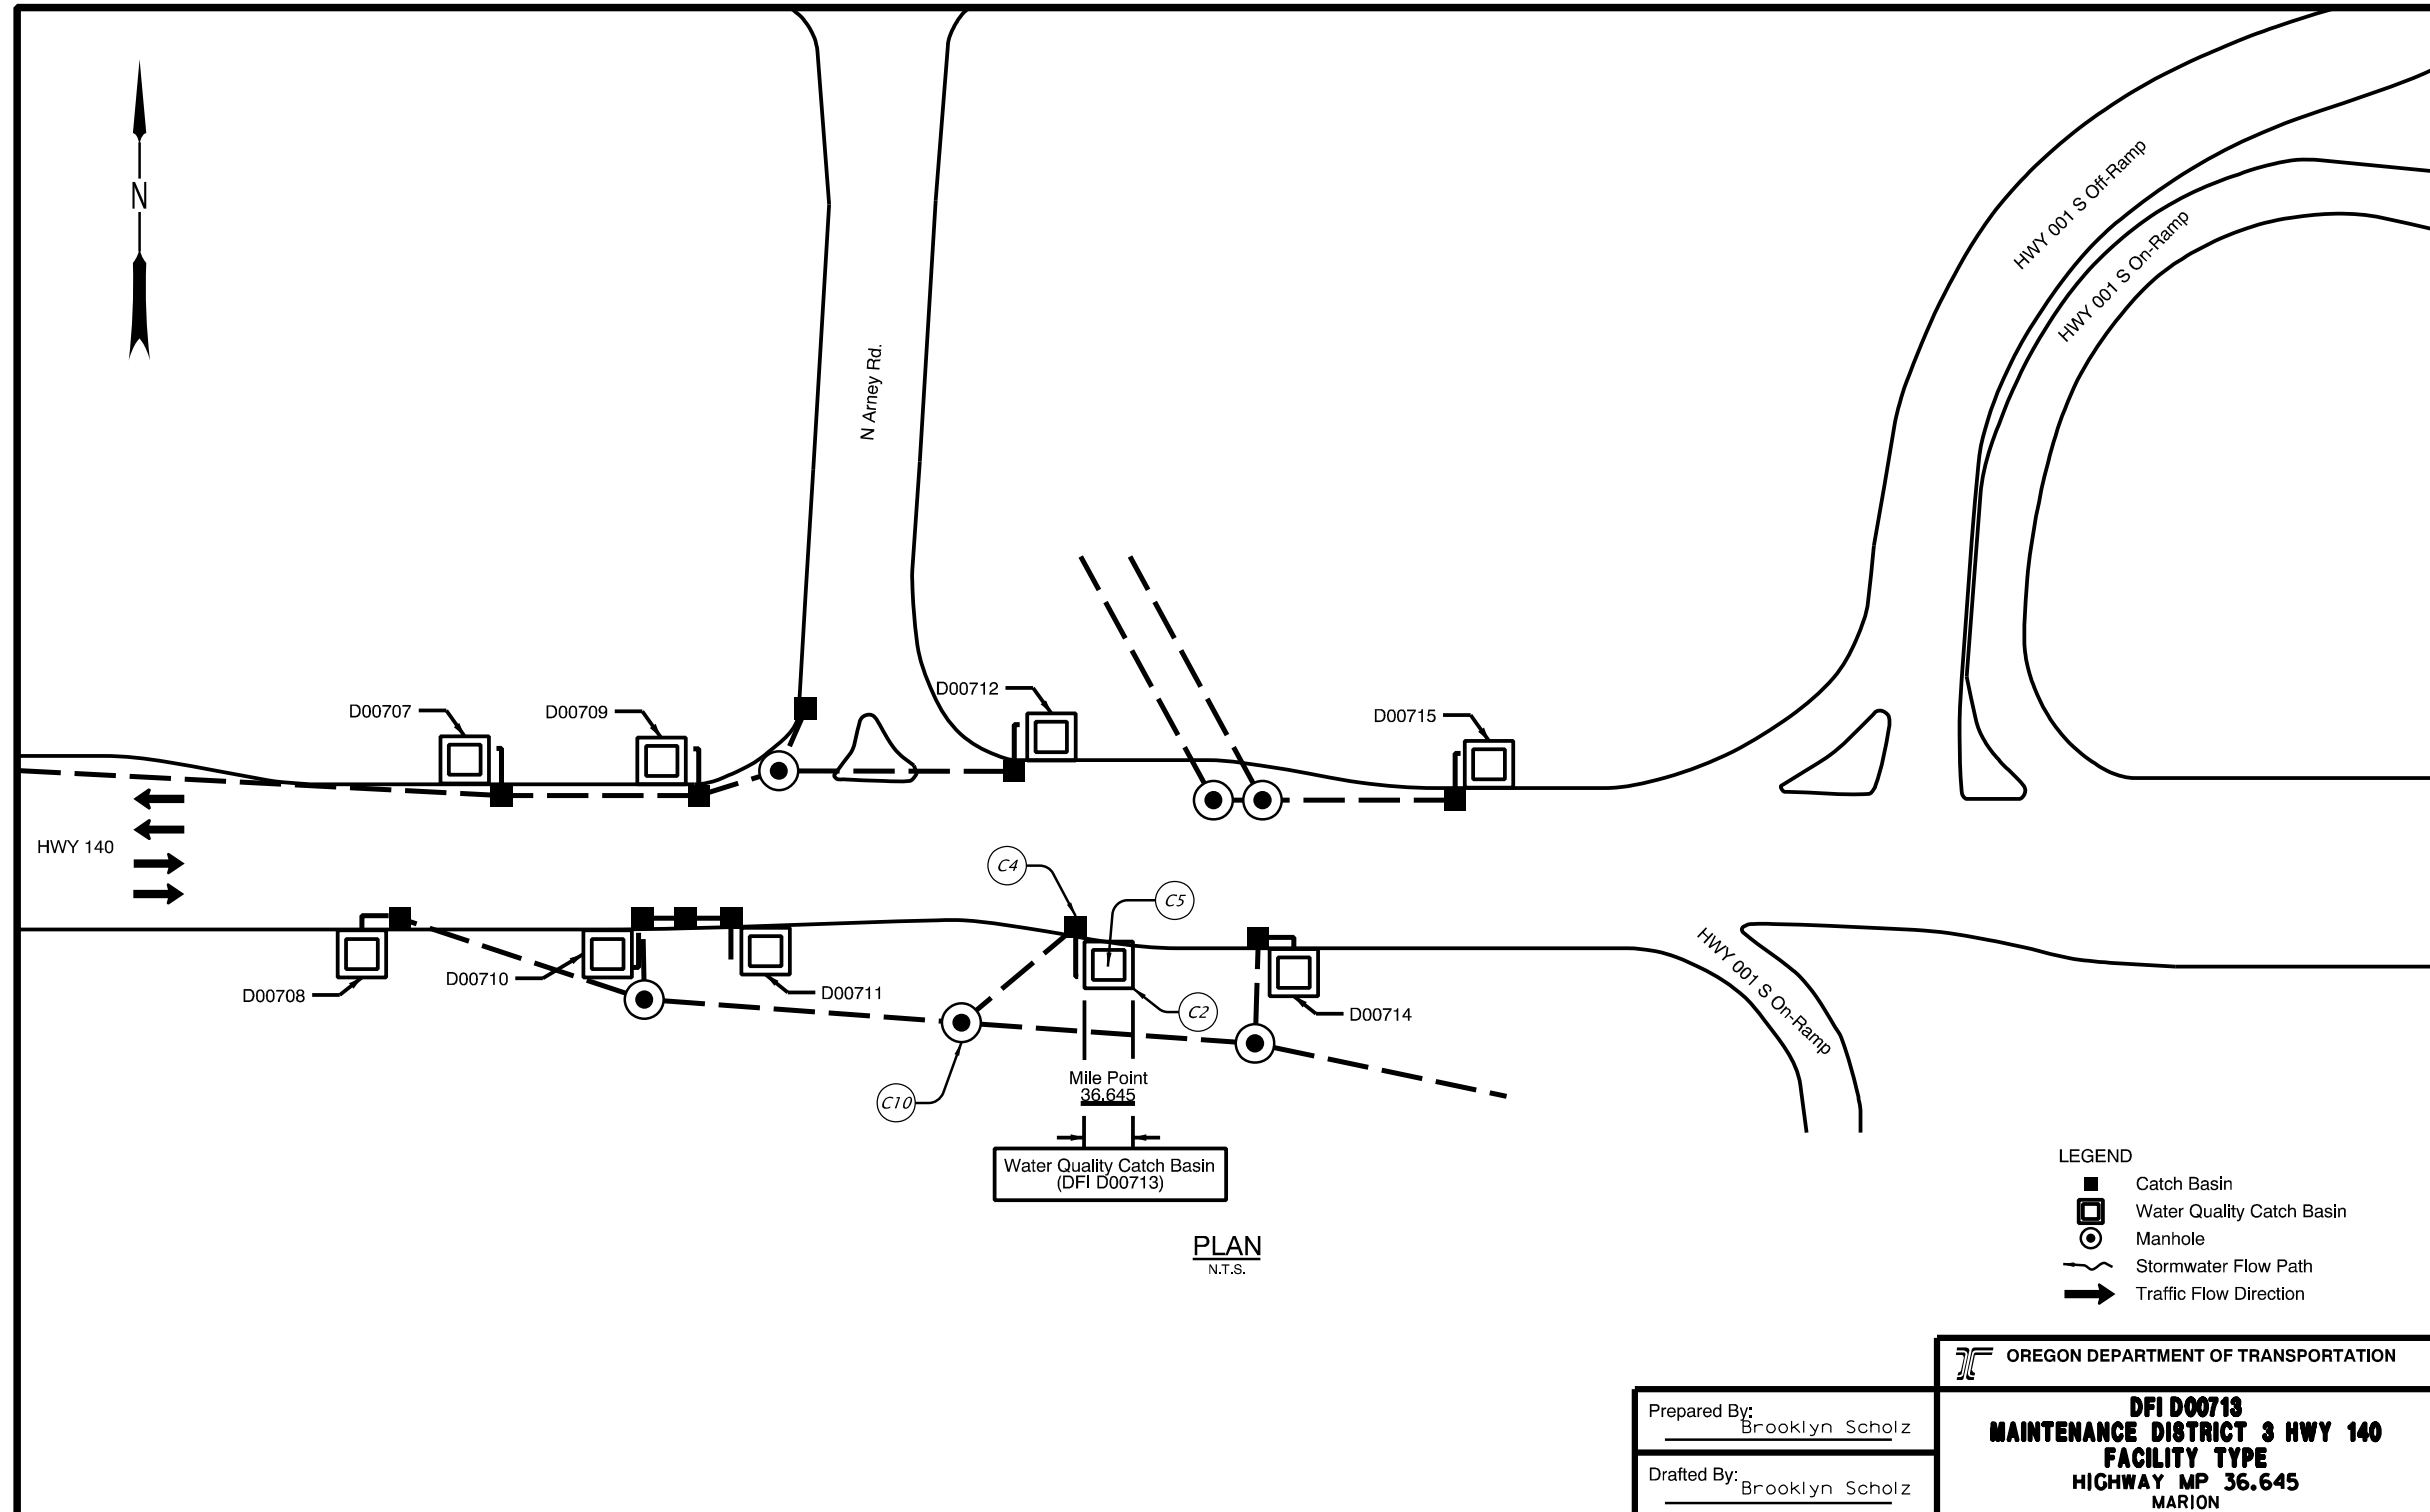 N
HWY 001 S Off-Ramp
HWY 001 S On-Ramp
N Arney Rd.
D00712
D00707
D00709
D00715
HWY 140
C4
C5
D00708
D00710
D00711
C2
D00714
HWY 001 S On-Ramp
Mile Point
36.645
C10
Water Quality Catch Basin
(DFI D00713)
PLAN
N.T.S.
LEGEND
Catch Basin
Water Quality Catch Basin
Manhole
Stormwater Flow Path
Traffic Flow Direction
OREGON DEPARTMENT OF TRANSPORTATION
Prepared By: Brooklyn Scholz
Drafted By: Brooklyn Scholz
DFI D00713
MAINTENANCE DISTRICT 3 HWY 140
FACILITY TYPE
HIGHWAY MP 36.645
MARION